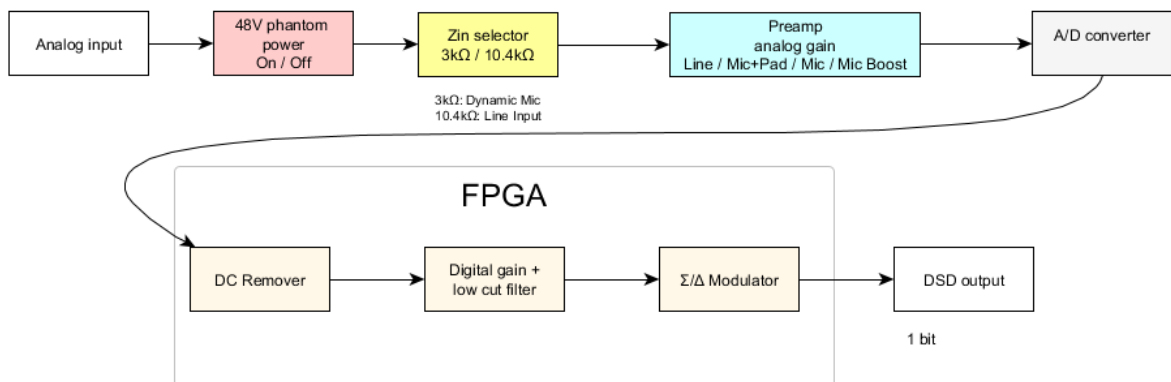 Analog input
48V phantom
power
On / Off
Zin selector
3kΩ / 10.4kΩ
Preamp
analog gain
Line / Mic+Pad / Mic / Mic Boost
A/D converter
3kΩ: Dynamic Mic
10.4kΩ: Line Input
FPGA
DC Remover
Digital gain +
low cut filter
Σ/Δ Modulator
DSD output
1 bit